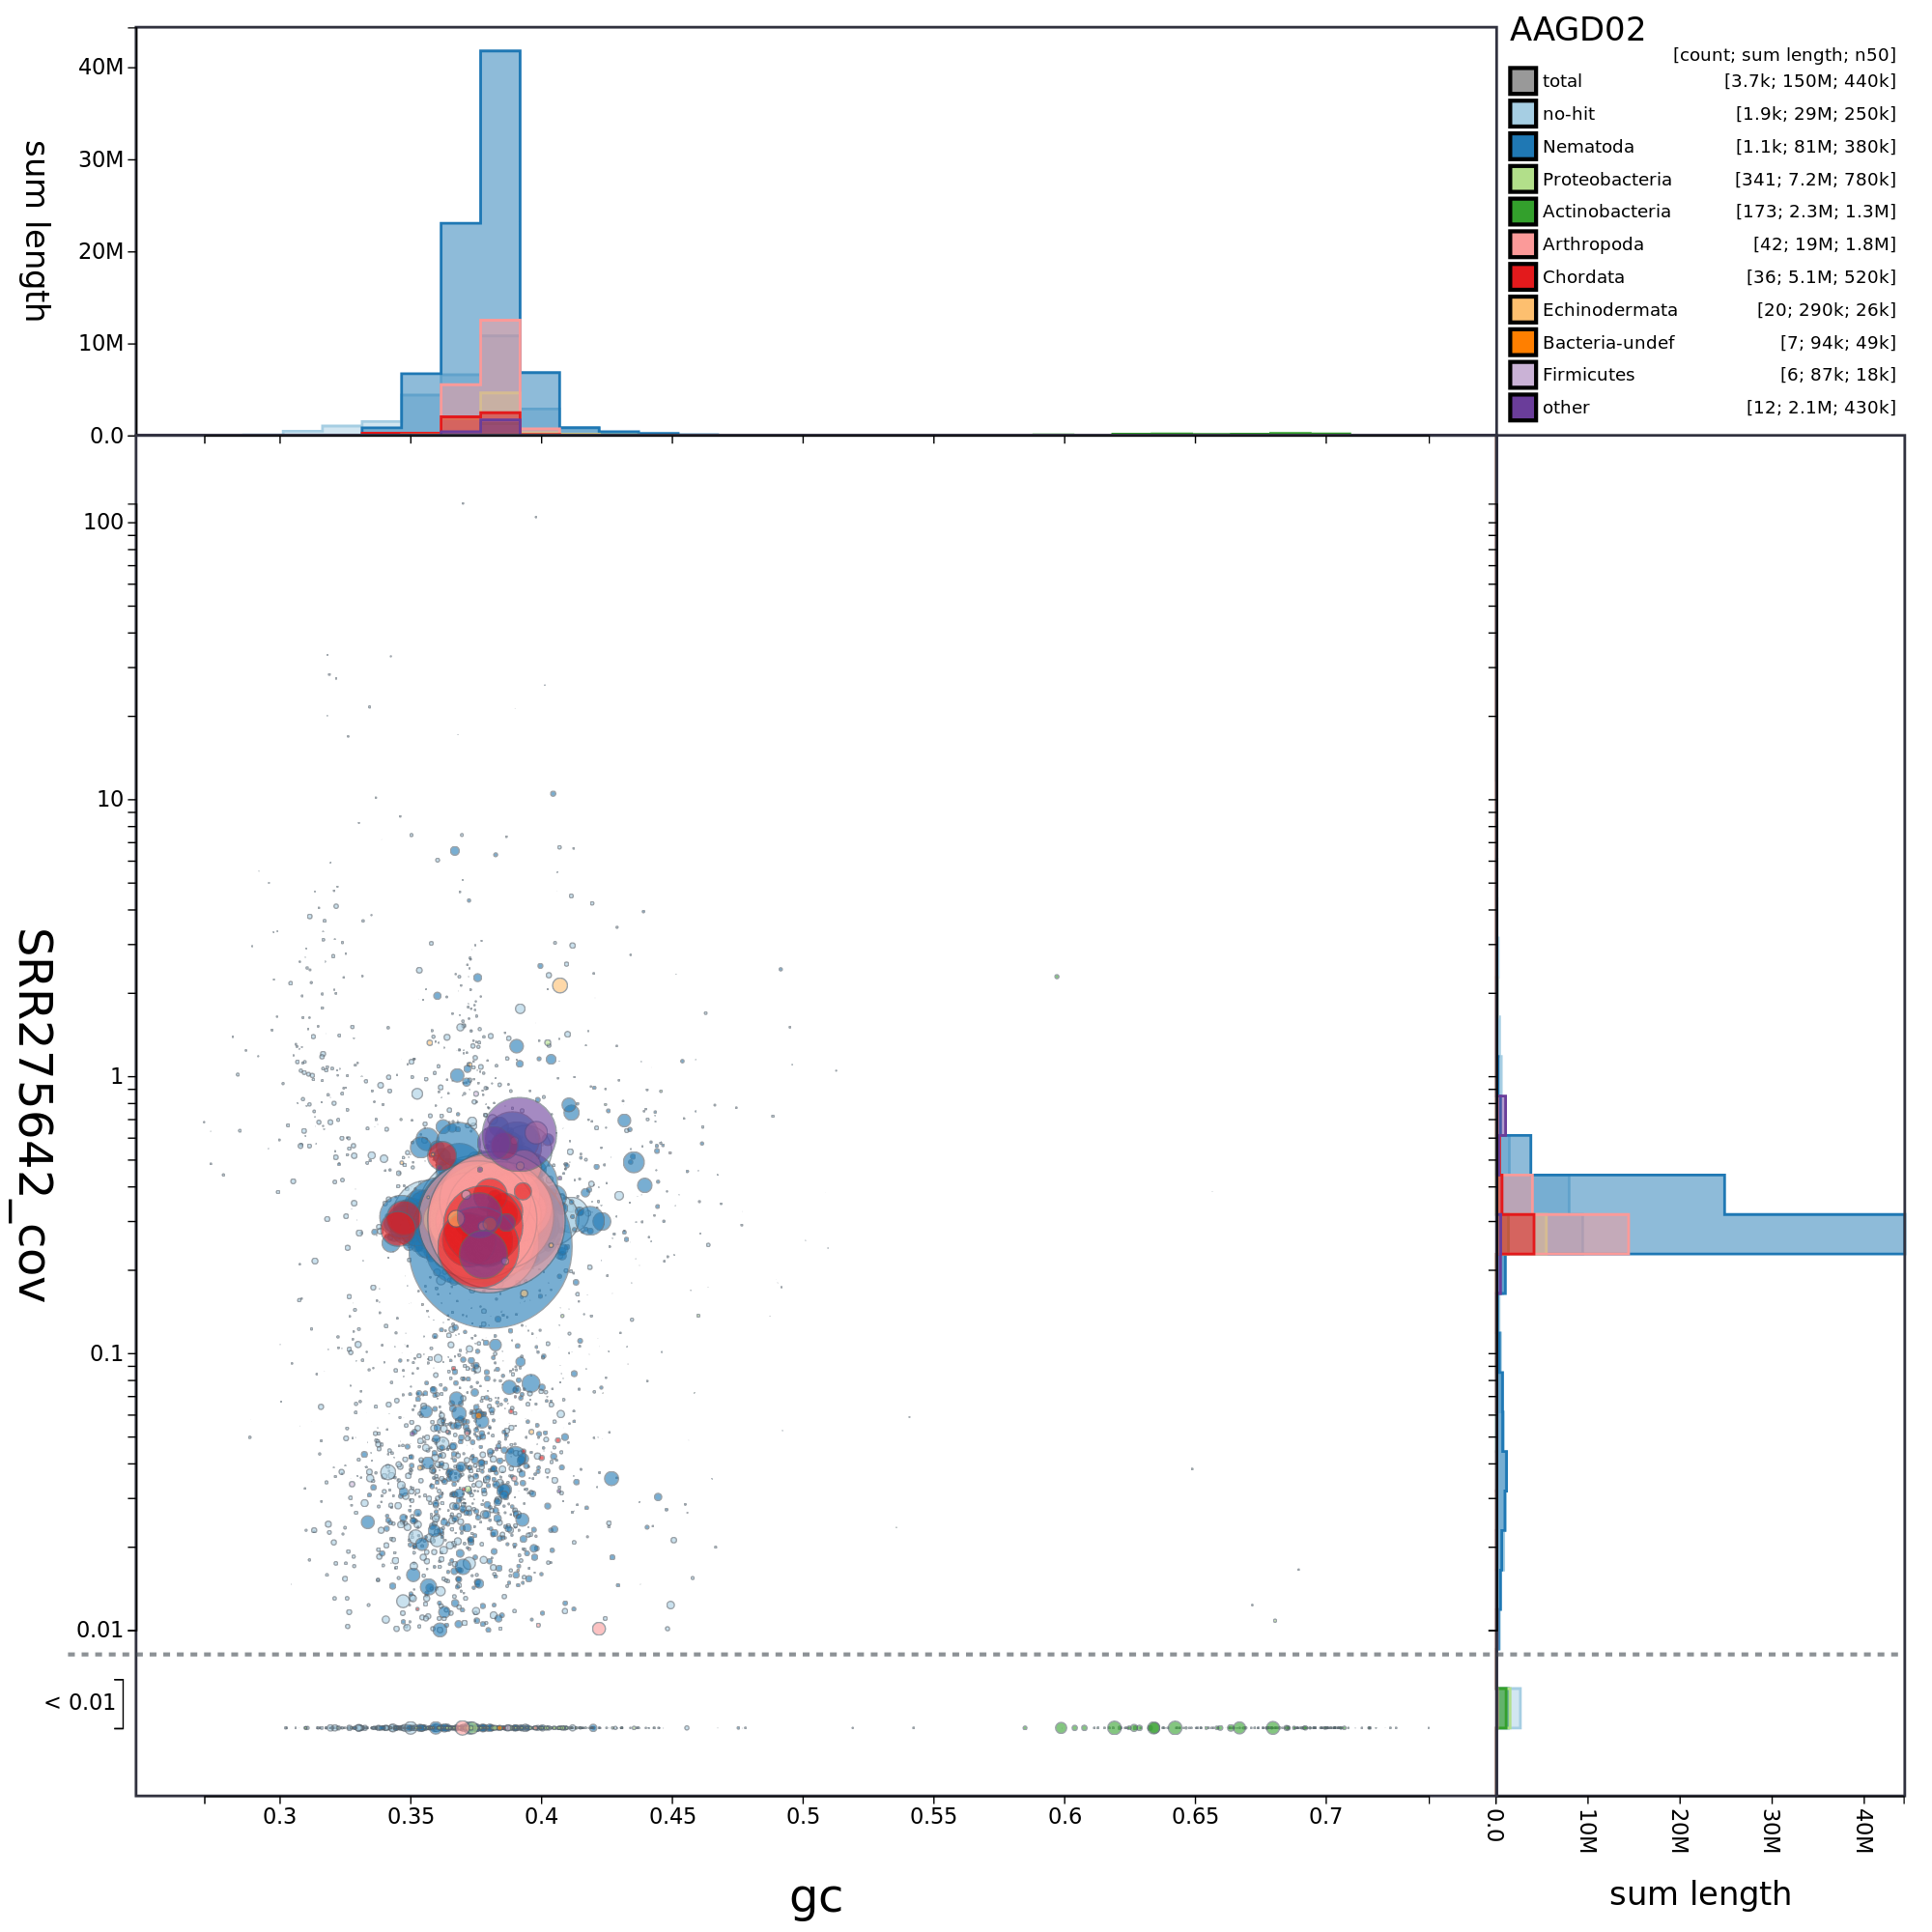 AAGD02
[count; sum length; n50]
total [3.7k; 150M; 440k]
no-hit [1.9k; 29M; 250k]
Nematoda [1.1k; 81M; 380k]
Proteobacteria [341; 7.2M; 780k]
Actinobacteria [173; 2.3M; 1.3M]
Arthropoda [42; 19M; 1.8M]
Chordata [36; 5.1M; 520k]
Echinodermata [20; 290k; 26k]
Bacteria-undef [7; 94k; 49k]
Firmicutes [6; 87k; 18k]
other [12; 2.1M; 430k]
sum length
40M
30M
20M
10M
0.0
SRR275642_cov
100
10
1
0.1
0.01
< 0.01
0.3 0.35 0.4 0.45 0.5 0.55 0.6 0.65 0.7
gc
0.0 10M 20M 30M 40M
sum length